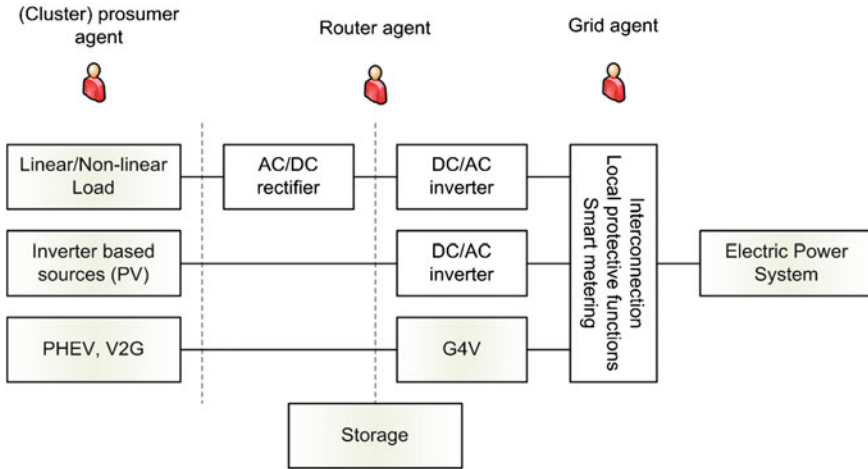 (Cluster) prosumer
agent
Router agent
Grid agent
Linear/Non-linear
Load
AC/DC
rectifier
DC/AC
inverter
Inverter based
sources (PV)
DC/AC
inverter
PHEV, V2G
G4V
Interconnection
Local protective functions
Smart metering
Electric Power
System
Storage